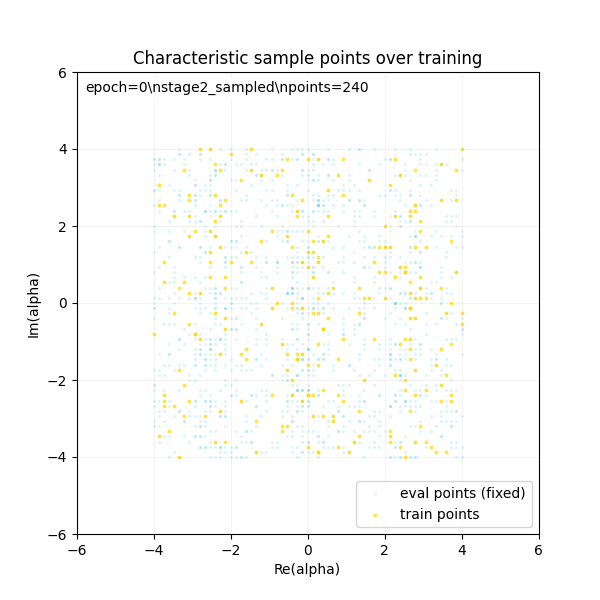 Characteristic sample points over training
epoch=0\nstage2_sampled\npoints=240
6
4
2
0
−2
−4
−6
Im(alpha)
−6
−4
−2
0
2
4
6
Re(alpha)
eval points (fixed)
train points